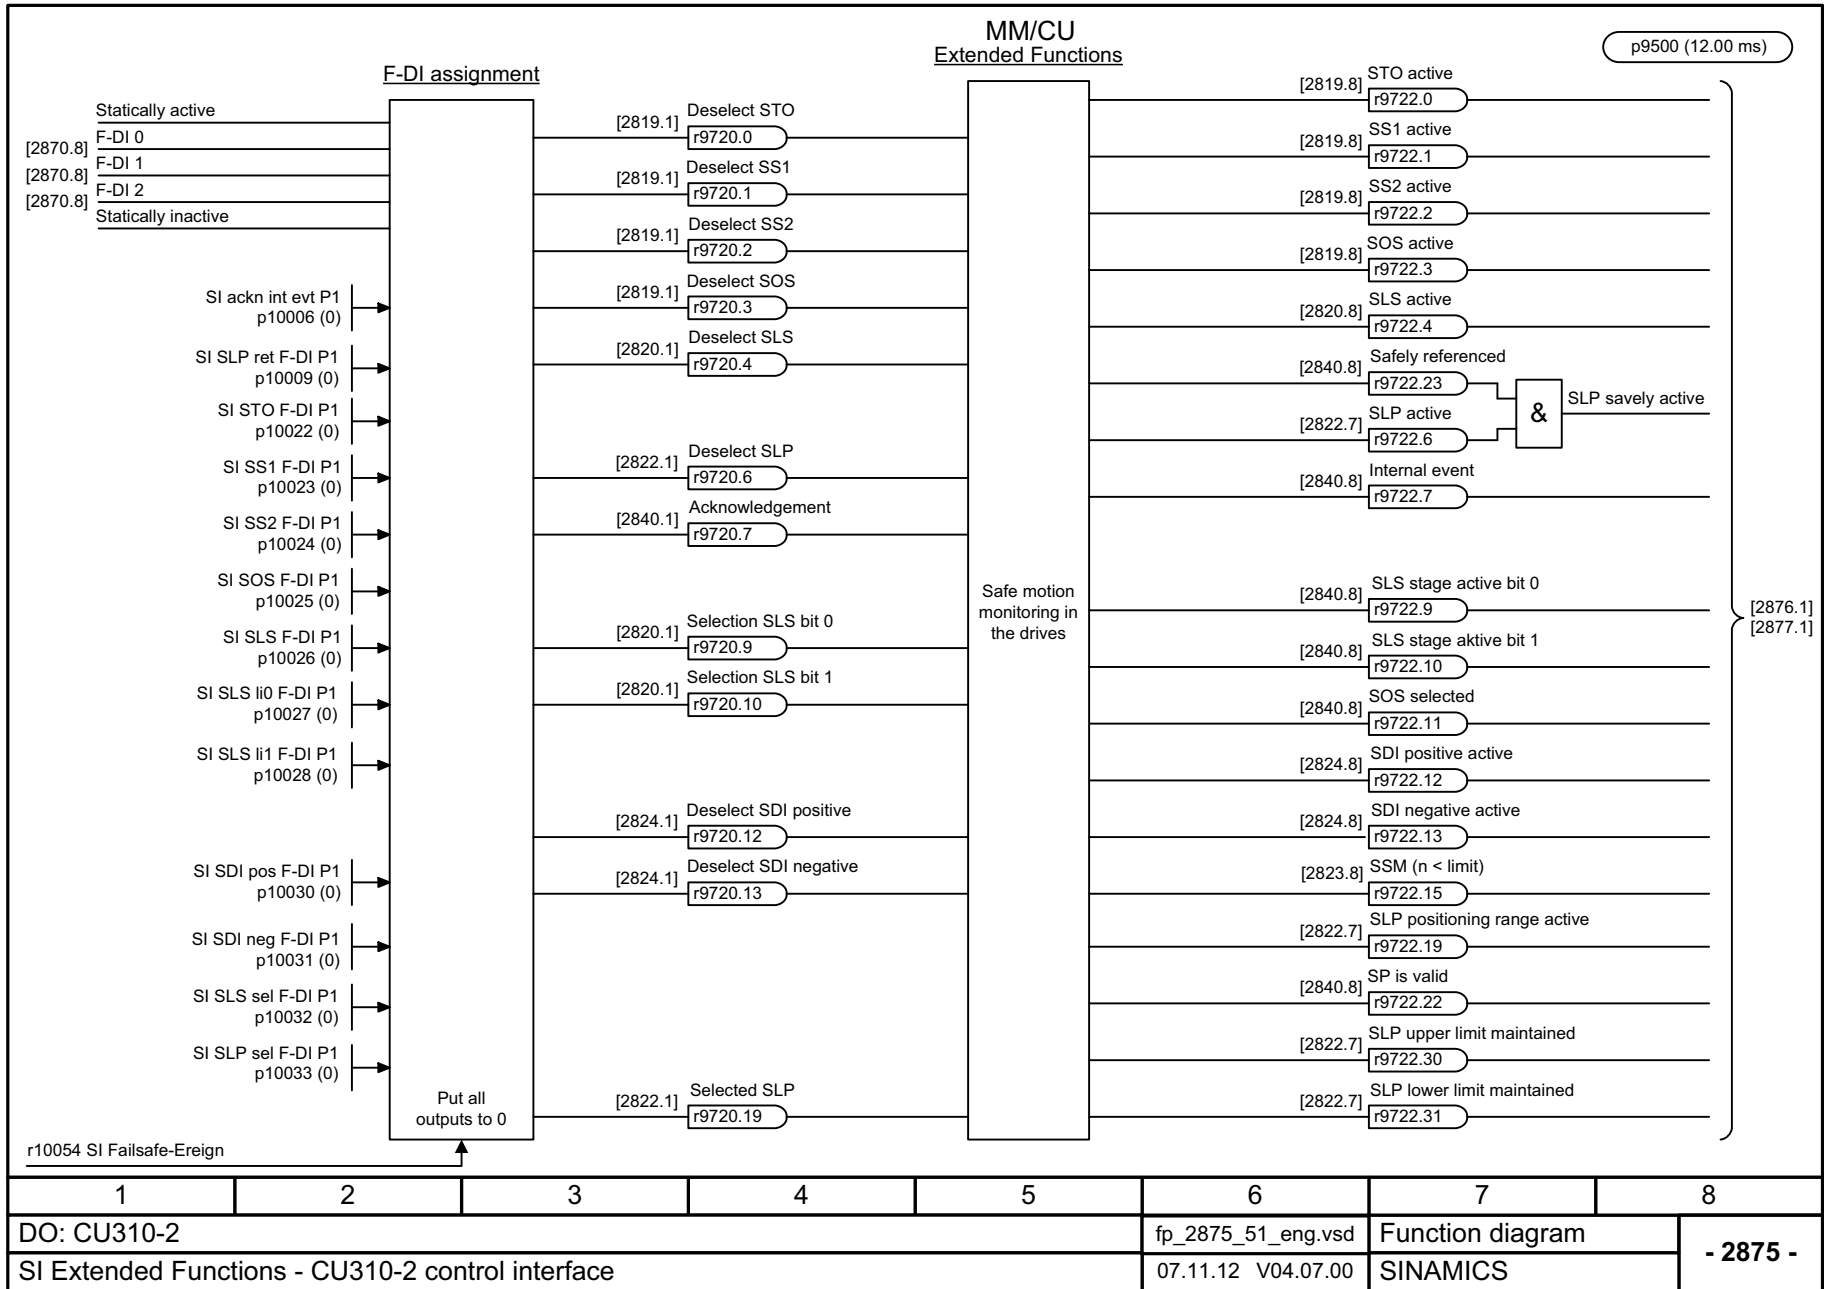 MM/CU
Extended Functions
p9500 (12.00 ms)
F-DI assignment
Statically active
[2870.8] F-DI 0
[2870.8] F-DI 1
[2870.8] F-DI 2
Statically inactive
SI ackn int evt P1
p10006 (0)
SI SLP ret F-DI P1
p10009 (0)
SI STO F-DI P1
p10022 (0)
SI SS1 F-DI P1
p10023 (0)
SI SS2 F-DI P1
p10024 (0)
SI SOS F-DI P1
p10025 (0)
SI SLS F-DI P1
p10026 (0)
SI SLS li0 F-DI P1
p10027 (0)
SI SLS li1 F-DI P1
p10028 (0)
SI SDI pos F-DI P1
p10030 (0)
SI SDI neg F-DI P1
p10031 (0)
SI SLS sel F-DI P1
p10032 (0)
SI SLP sel F-DI P1
p10033 (0)
Put all
outputs to 0
r10054 SI Failsafe-Ereign
[2819.1] Deselect STO
r9720.0
[2819.1] Deselect SS1
r9720.1
[2819.1] Deselect SS2
r9720.2
[2819.1] Deselect SOS
r9720.3
[2820.1] Deselect SLS
r9720.4
[2822.1] Deselect SLP
r9720.6
[2840.1] Acknowledgement
r9720.7
[2820.1] Selection SLS bit 0
r9720.9
[2820.1] Selection SLS bit 1
r9720.10
[2824.1] Deselect SDI positive
r9720.12
[2824.1] Deselect SDI negative
r9720.13
[2822.1] Selected SLP
r9720.19
Safe motion
monitoring in
the drives
[2819.8] STO active
r9722.0
[2819.8] SS1 active
r9722.1
[2819.8] SS2 active
r9722.2
[2819.8] SOS active
r9722.3
[2820.8] SLS active
r9722.4
[2840.8] Safely referenced
r9722.23
[2822.7] SLP active
r9722.6
&
SLP savely active
[2840.8] Internal event
r9722.7
[2840.8] SLS stage active bit 0
r9722.9
[2840.8] SLS stage aktive bit 1
r9722.10
[2840.8] SOS selected
r9722.11
[2824.8] SDI positive active
r9722.12
[2824.8] SDI negative active
r9722.13
[2823.8] SSM (n < limit)
r9722.15
[2822.7] SLP positioning range active
r9722.19
[2840.8] SP is valid
r9722.22
[2822.7] SLP upper limit maintained
r9722.30
[2822.7] SLP lower limit maintained
r9722.31
[2876.1]
[2877.1]
1 2 3 4 5 6 7 8
DO: CU310-2
fp_2875_51_eng.vsd
Function diagram
- 2875 -
SI Extended Functions - CU310-2 control interface
07.11.12 V04.07.00
SINAMICS